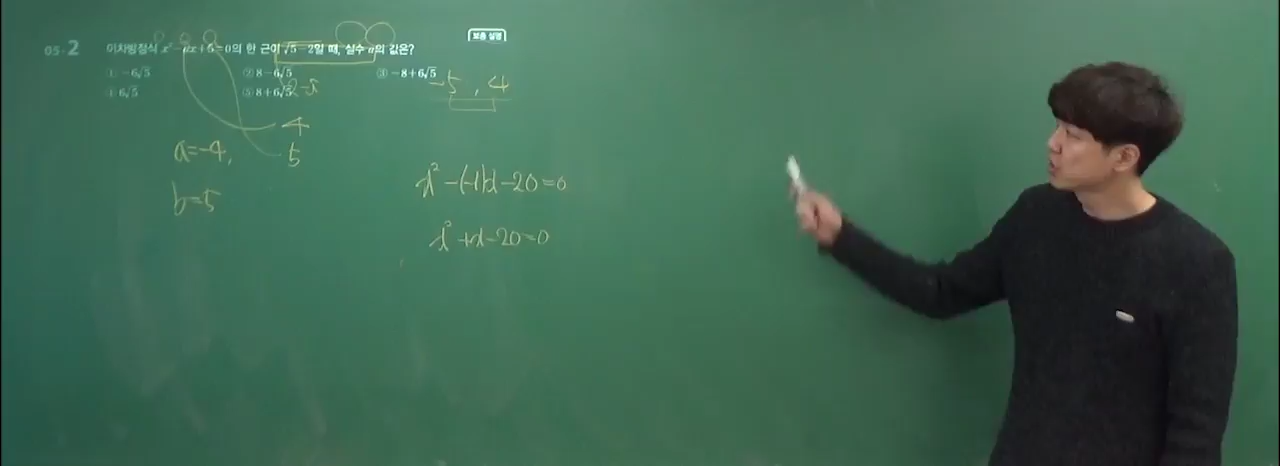 05-2 이차방정식 x²-ax+6=0의 한 근이 √5-2일 때, 실수 a의 값은?
보충 설명
① -6√5 ② 8-6√5 ③ -8+6√5
④ 6√5 ⑤ 8+6√5
-5 , 4
4
a=-4, 5
b=5
x²-(-1)x-20=0
x²+x-20=0